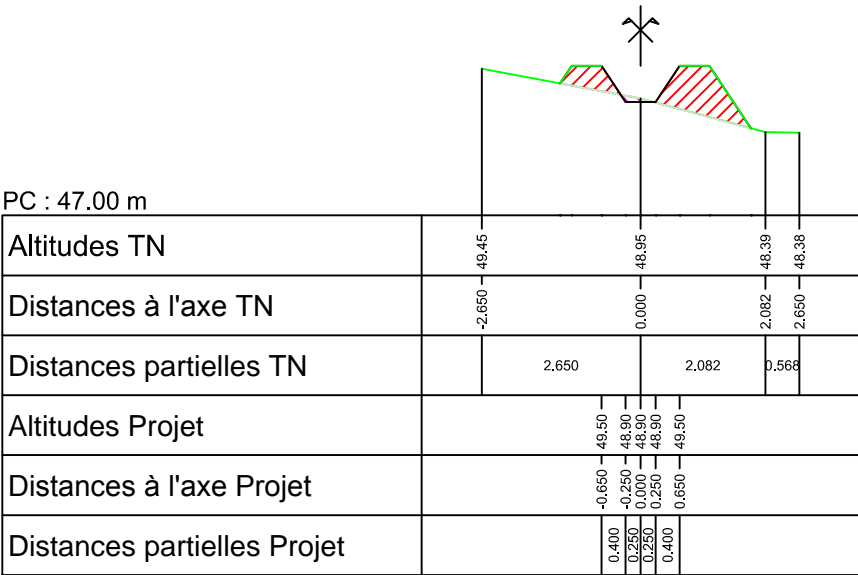 PC : 47.00 m
Altitudes TN 49.45 48.95 48.39 48.38
Distances à l'axe TN -2.650 0.000 2.082 2.650
Distances partielles TN 2.650 2.082 0.568
Altitudes Projet 49.50 48.90 48.90 48.90 49.50
Distances à l'axe Projet -0.650 -0.250 0.000 0.250 0.650
Distances partielles Projet 0.400 0.250 0.250 0.400